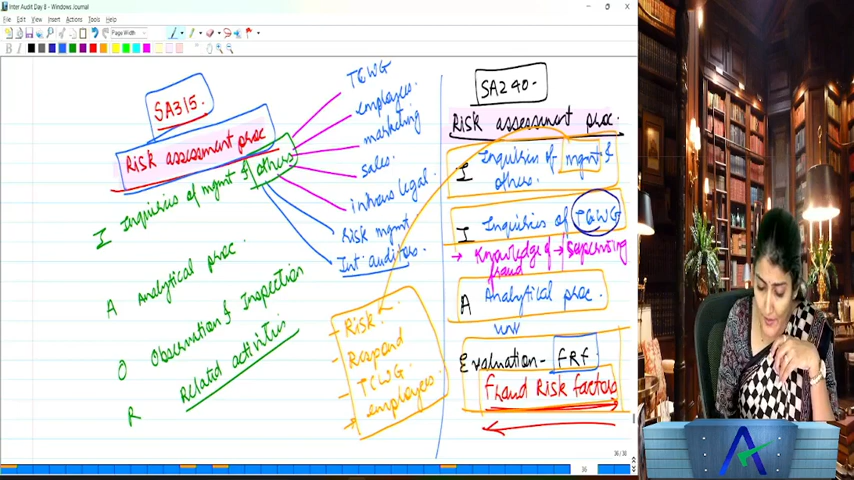 Inter Audit Day 8 - Windows Journal
File Edit View Insert Actions Tools Help
Page Width
SA315.
Risk assessment proc
I Inquiries of mgmt & others
A Analytical proc.
O Observation & Inspection
R Related activities
TCWG
employees.
marketing
sales.
inhouse legal.
Risk mgmt
Int auditors.
Risk.
Respond
TCWG
employees.
SA240.
Risk assessment proc.
I Inquiries of mgmt & others.
I Inquiries of TCWG
→ Knowledge of fraud → Supervising
A Analytical proc.
Evaluation- FRF
Fraud Risk Factors
36/36
36